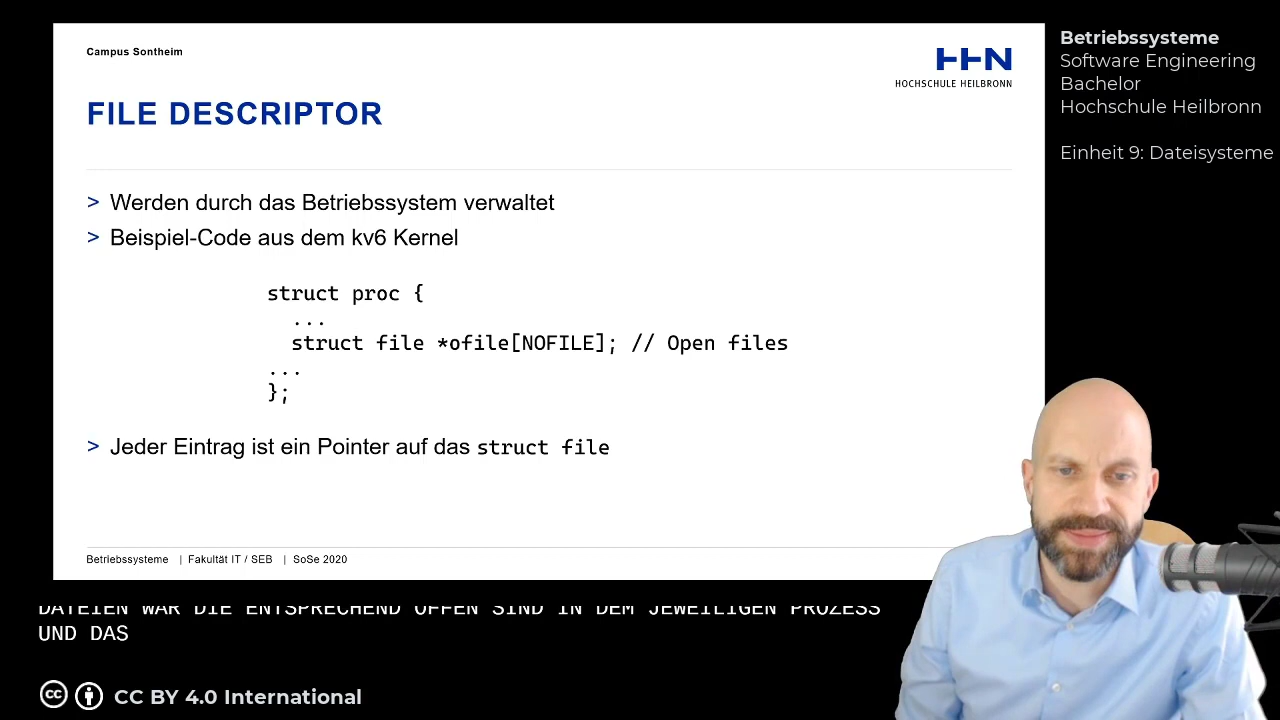 Campus Sontheim
HHN
HOCHSCHULE HEILBRONN
FILE DESCRIPTOR
> Werden durch das Betriebssystem verwaltet
> Beispiel-Code aus dem kv6 Kernel
struct proc {
...
struct file *ofile[NOFILE]; // Open files
...
};
> Jeder Eintrag ist ein Pointer auf das struct file
Betriebssysteme | Fakultät IT / SEB | SoSe 2020
Betriebssysteme
Software Engineering
Bachelor
Hochschule Heilbronn
Einheit 9: Dateisysteme
DATEIEN WAR DIE ENTSPRECHEND OFFEN SIND IN DEM JEWEILIGEN PROZESS
UND DAS
cc CC BY 4.0 International